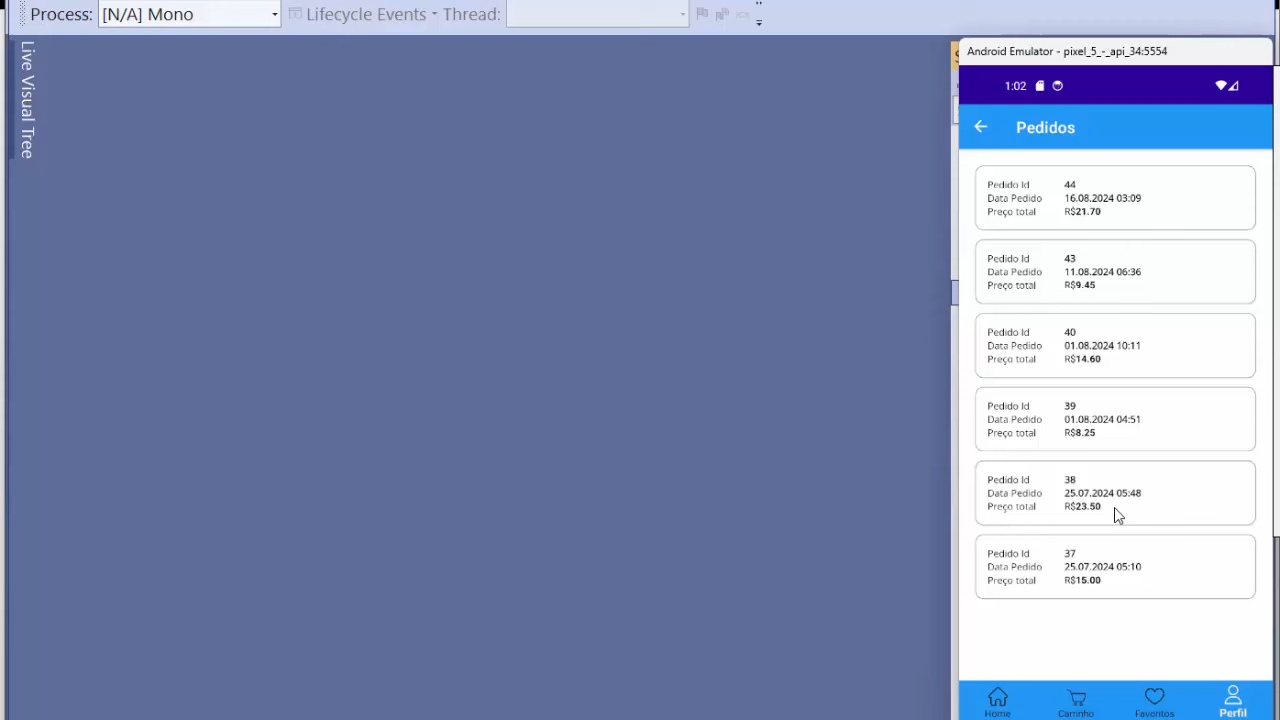 Process: [N/A] Mono Lifecycle Events Thread:
Live Visual Tree
Android Emulator - pixel_5_-_api_34:5554
1:02
Pedidos
Pedido Id 44
Data Pedido 16.08.2024 03:09
Preço total R$21.70
Pedido Id 43
Data Pedido 11.08.2024 06:36
Preço total R$9.45
Pedido Id 40
Data Pedido 01.08.2024 10:11
Preço total R$14.60
Pedido Id 39
Data Pedido 01.08.2024 04:51
Preço total R$8.25
Pedido Id 38
Data Pedido 25.07.2024 05:48
Preço total R$23.50
Pedido Id 37
Data Pedido 25.07.2024 05:10
Preço total R$15.00
Home Carrinho Favoritos Perfil